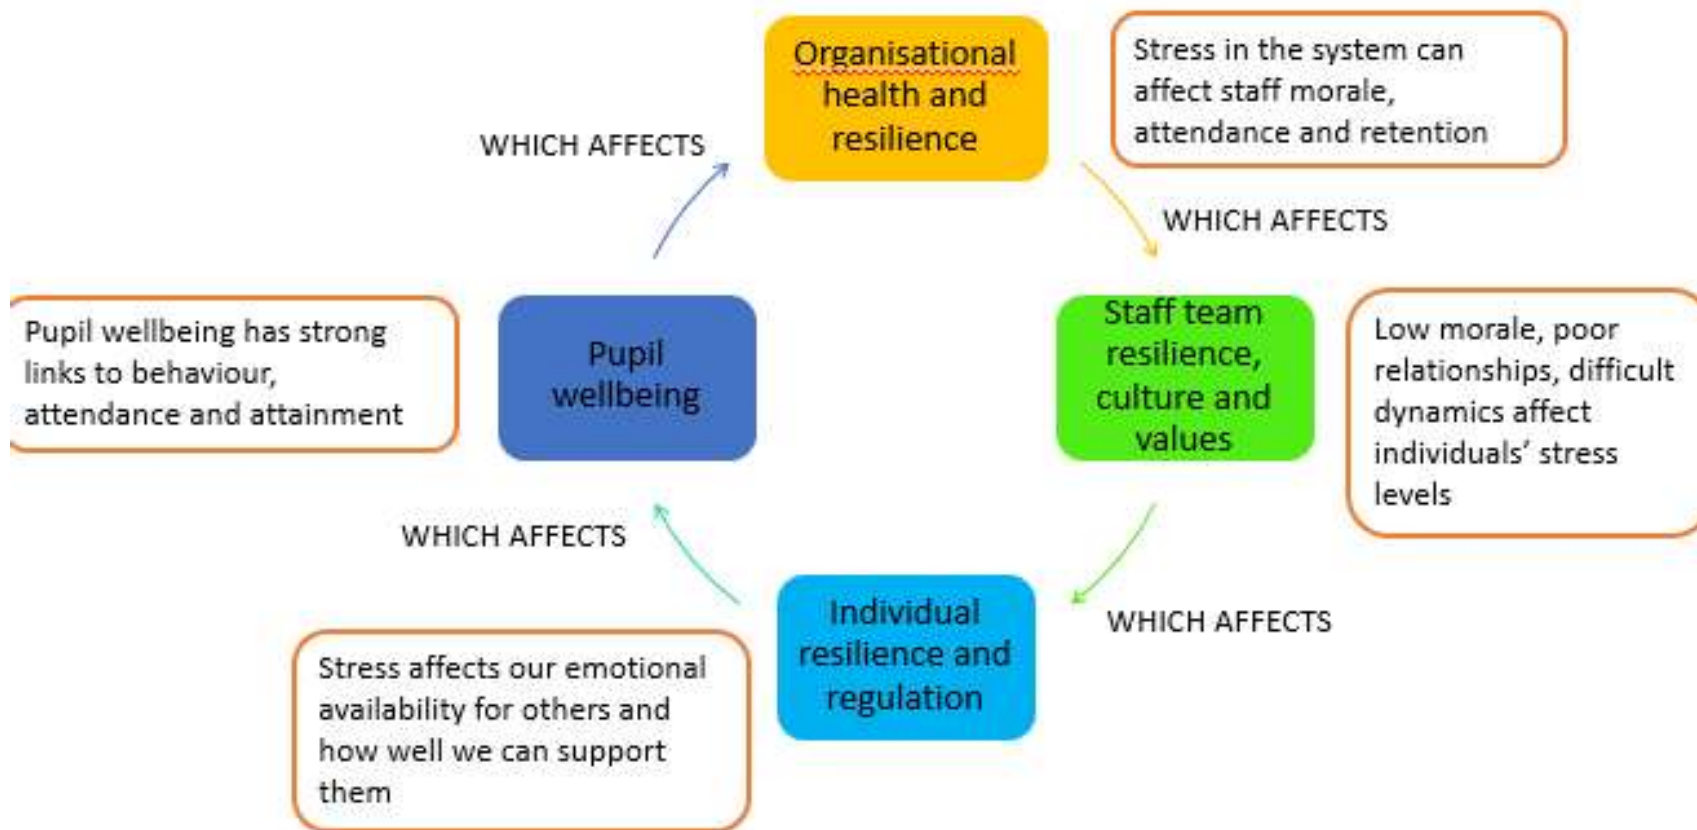 Organisational
health and
resilience
Stress in the system can
affect staff morale,
attendance and retention
WHICH AFFECTS
WHICH AFFECTS
Staff team
resilience,
culture and
values
Low morale, poor
relationships, difficult
dynamics affect
individuals’ stress
levels
Pupil
wellbeing
Pupil wellbeing has strong
links to behaviour,
attendance and attainment
WHICH AFFECTS
WHICH AFFECTS
Individual
resilience and
regulation
Stress affects our emotional
availability for others and
how well we can support
them